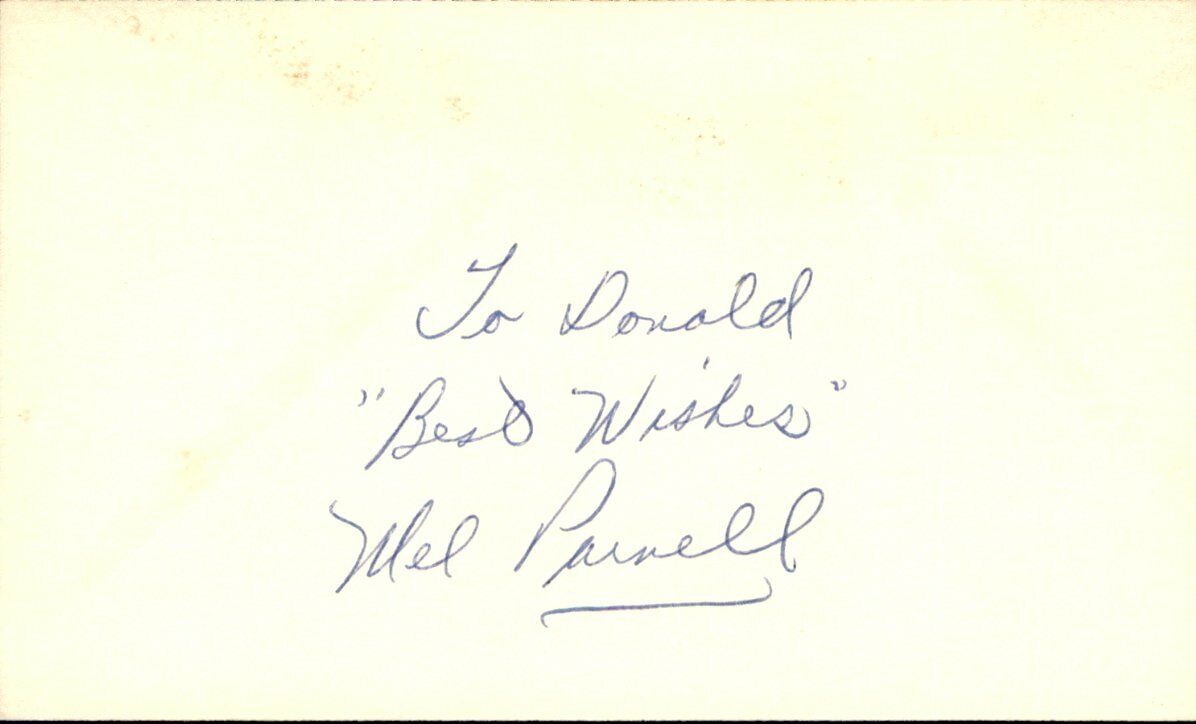 To Donald
"Best Wishes"
Mel Parnell